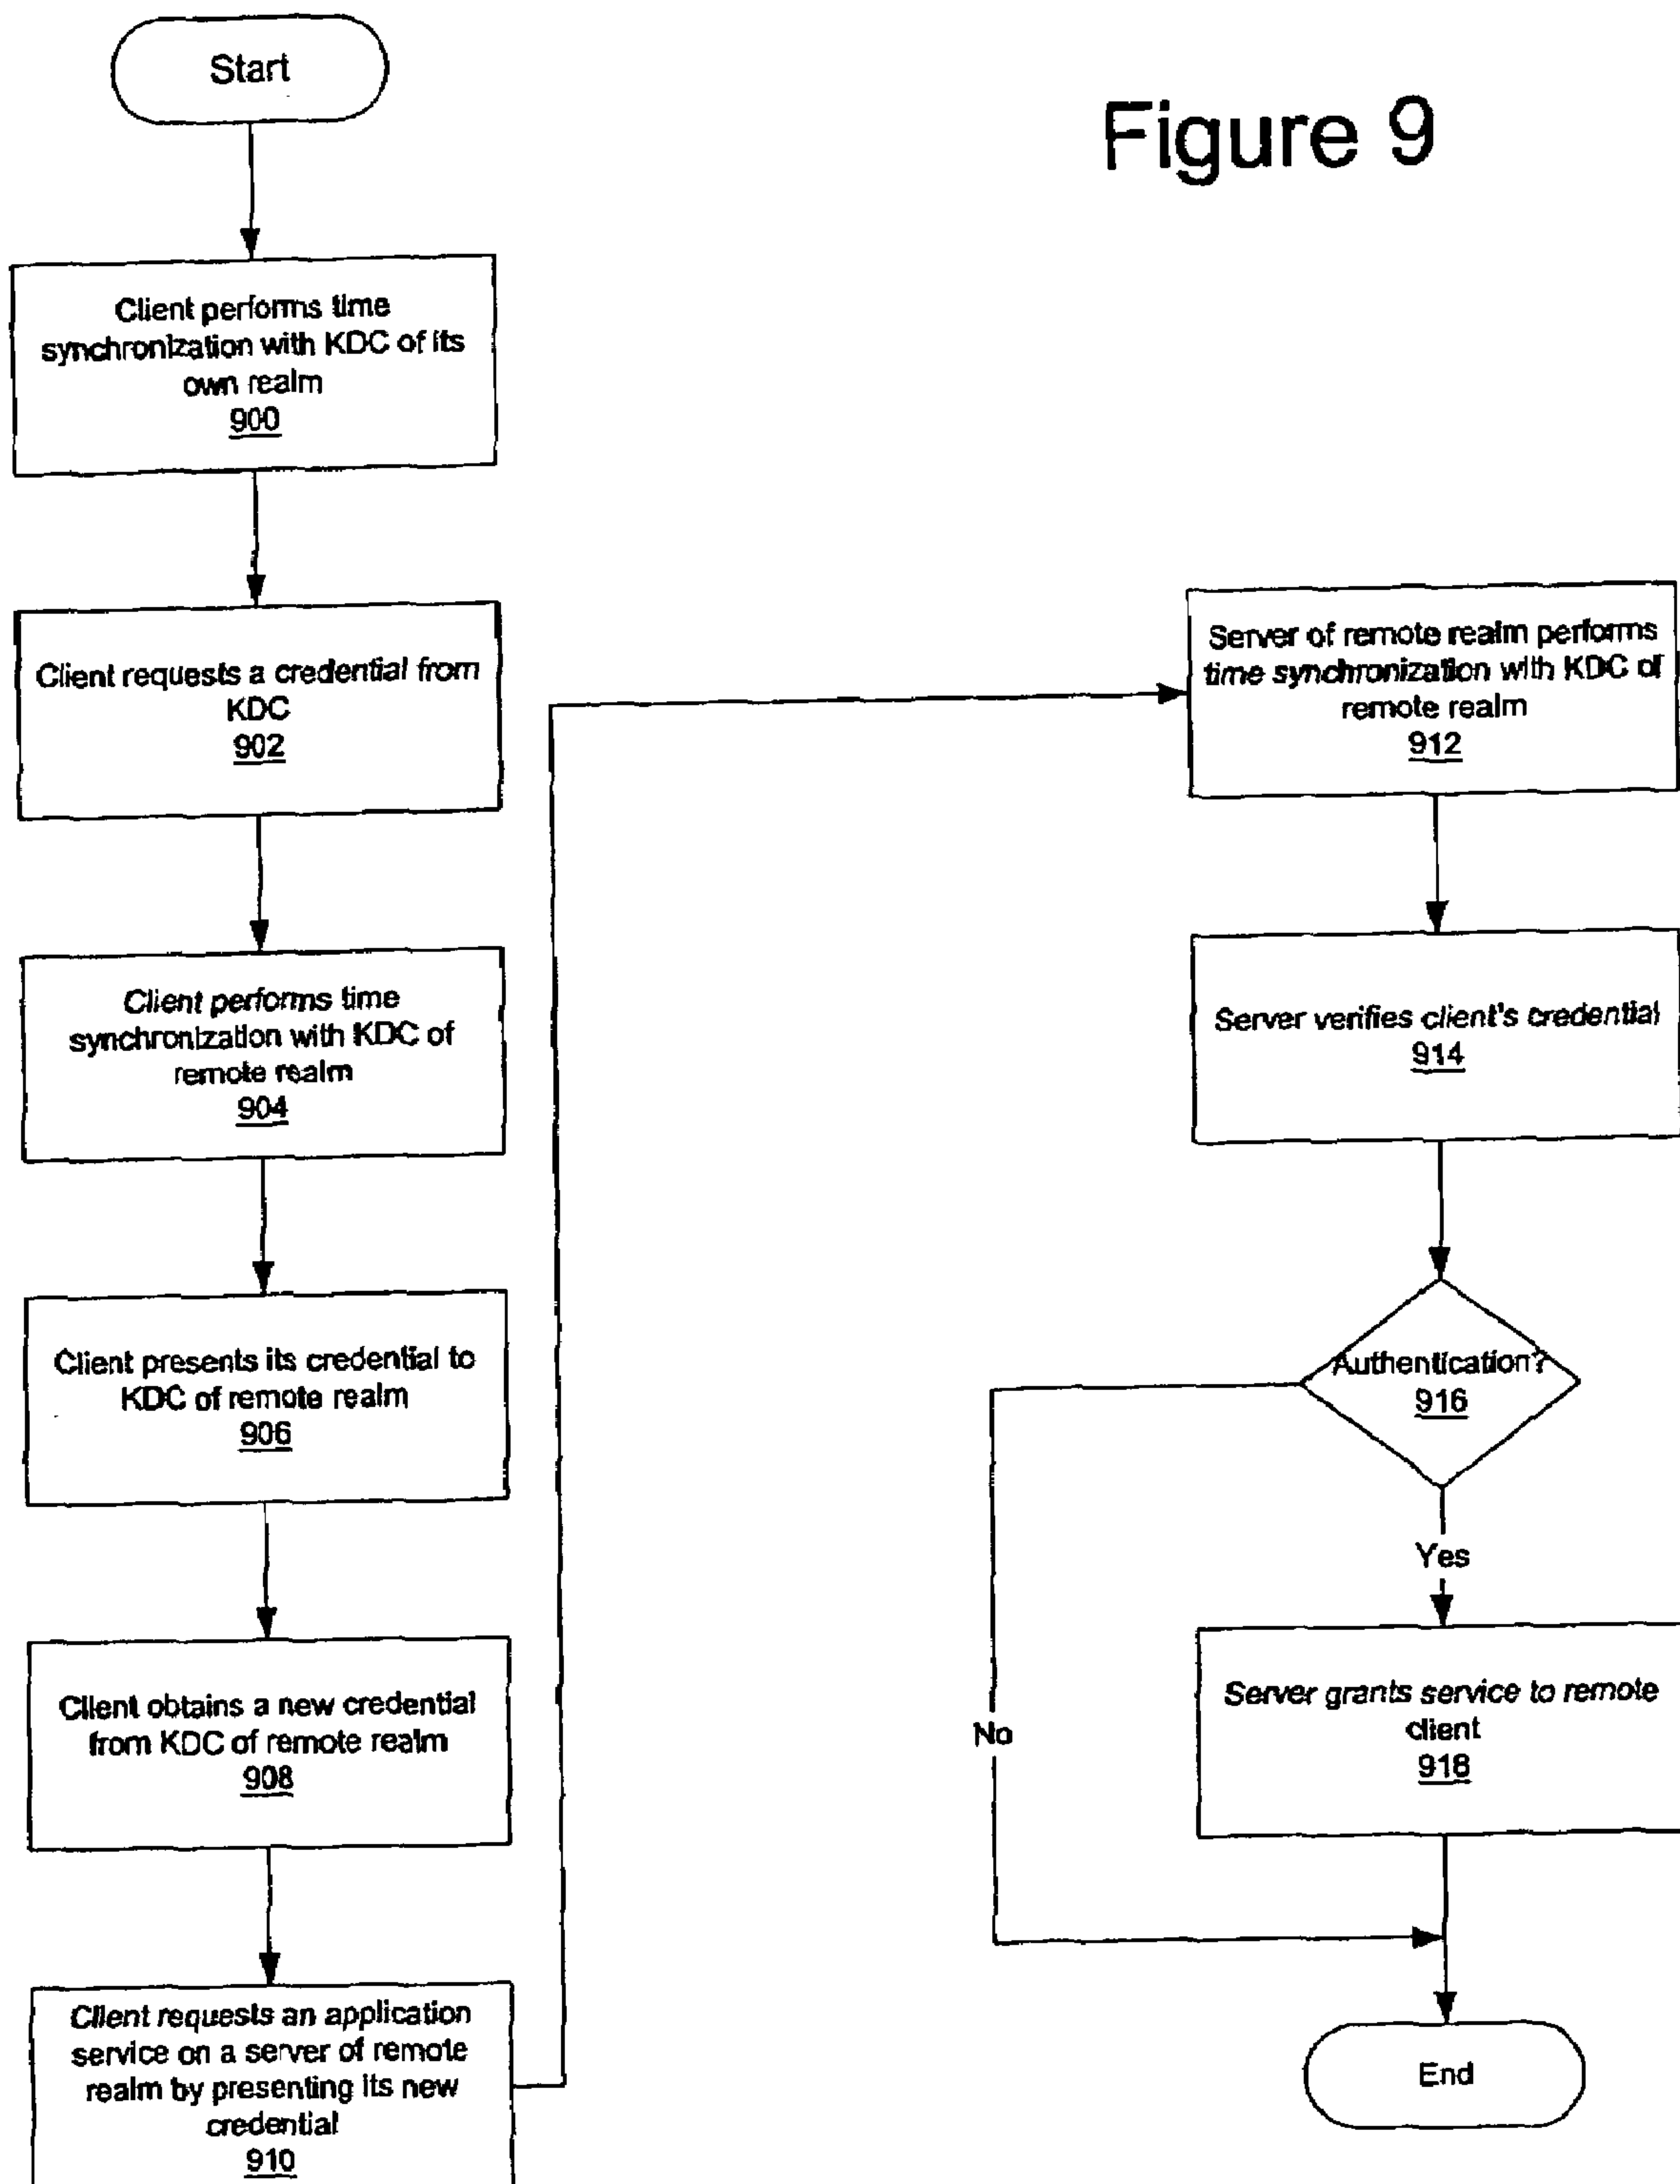 Figure 9
Start
Client performs time
synchronization with KDC of its
own realm
900
Client requests a credential from
KDC
902
Client performs time
synchronization with KDC of
remote realm
904
Client presents its credential to
KDC of remote realm
906
Client obtains a new credential
from KDC of remote realm
908
Client requests an application
service on a server of remote
realm by presenting its new
credential
910
Server of remote realm performs
time synchronization with KDC of
remote realm
912
Server verifies client's credential
914
Authentication?
916
Yes
No
Server grants service to remote
client
918
End